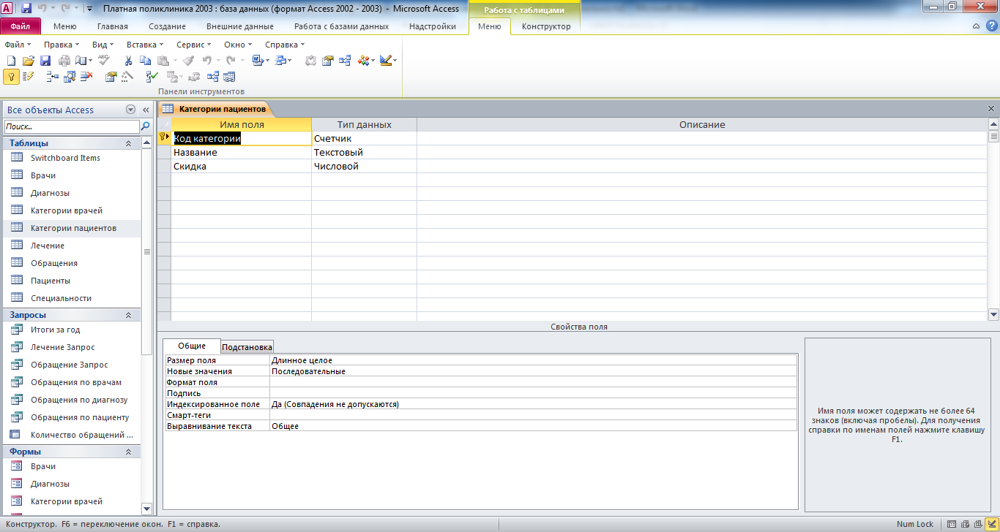 Платная поликлиника 2003 : база данных (формат Access 2002 - 2003) - Microsoft Access
Работа с таблицами
Файл Меню Главная Создание Внешние данные Работа с базами данных Надстройки Меню Конструктор
Файл Правка Вид Вставка Сервис Окно Справка
Панели инструментов
Все объекты Access
Поиск...
Таблицы
Switchboard Items
Врачи
Диагнозы
Категории врачей
Категории пациентов
Лечение
Обращения
Пациенты
Специальности
Запросы
Итоги за год
Лечение Запрос
Обращение Запрос
Обращения по врачам
Обращения по диагнозу
Обращения по пациенту
Количество обращений ...
Формы
Врачи
Диагнозы
Категории врачей
Категории пациентов
Имя поля Тип данных Описание
Код категории Счетчик
Название Текстовый
Скидка Числовой
Свойства поля
Общие Подстановка
Размер поля Длинное целое
Новые значения Последовательные
Формат поля
Подпись
Индексированное поле Да (Совпадения не допускаются)
Смарт-теги
Выравнивание текста Общее
Имя поля может содержать не более 64
знаков (включая пробелы). Для получения
справки по именам полей нажмите клавишу
F1.
Конструктор. F6 = переключение окон. F1 = справка.
Num Lock